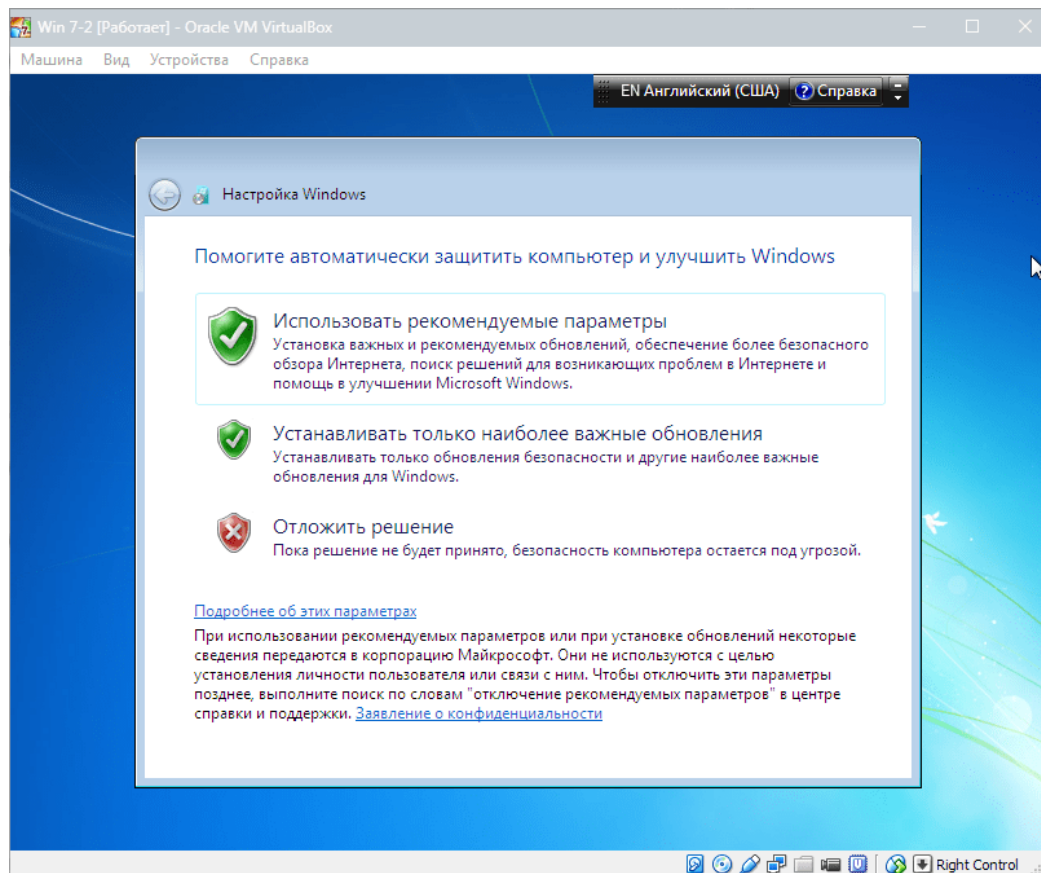 Win 7-2 [Работает] - Oracle VM VirtualBox
Машина Вид Устройства Справка
EN Английский (США) ? Справка
Настройка Windows
Помогите автоматически защитить компьютер и улучшить Windows
Использовать рекомендуемые параметры
Установка важных и рекомендуемых обновлений, обеспечение более безопасного
обзора Интернета, поиск решений для возникающих проблем в Интернете и
помощь в улучшении Microsoft Windows.
Устанавливать только наиболее важные обновления
Устанавливать только обновления безопасности и другие наиболее важные
обновления для Windows.
Отложить решение
Пока решение не будет принято, безопасность компьютера остается под угрозой.
Подробнее об этих параметрах
При использовании рекомендуемых параметров или при установке обновлений некоторые
сведения передаются в корпорацию Майкрософт. Они не используются с целью
установления личности пользователя или связи с ним. Чтобы отключить эти параметры
позднее, выполните поиск по словам "отключение рекомендуемых параметров" в центре
справки и поддержки. Заявление о конфиденциальности
Right Control